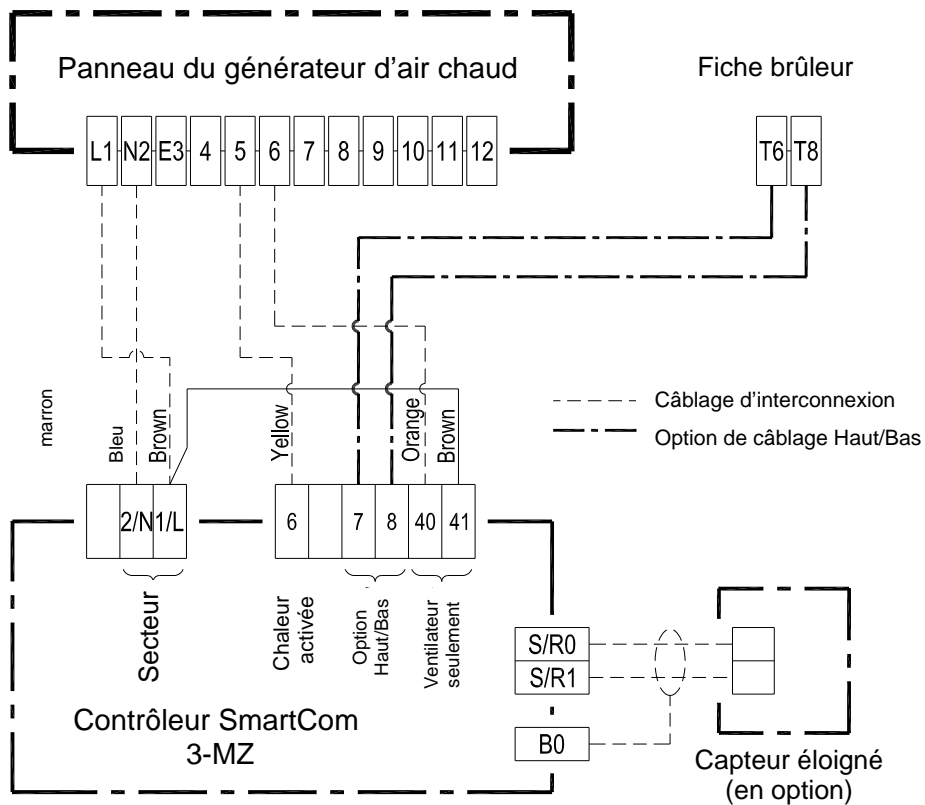 Panneau du générateur d'air chaud
Fiche brûleur
L1 N2 E3 4 5 6 7 8 9 10 11 12
T6 T8
marron
Bleu
Brown
Yellow
Orange
Brown
Câblage d'interconnexion
Option de câblage Haut/Bas
2/N 1/L
6 7 8 40 41
Secteur
Chaleur
activée
Option
Haut/Bas
Ventilateur
seulement
S/R0
S/R1
B0
Contrôleur SmartCom
3-MZ
Capteur éloigné
(en option)